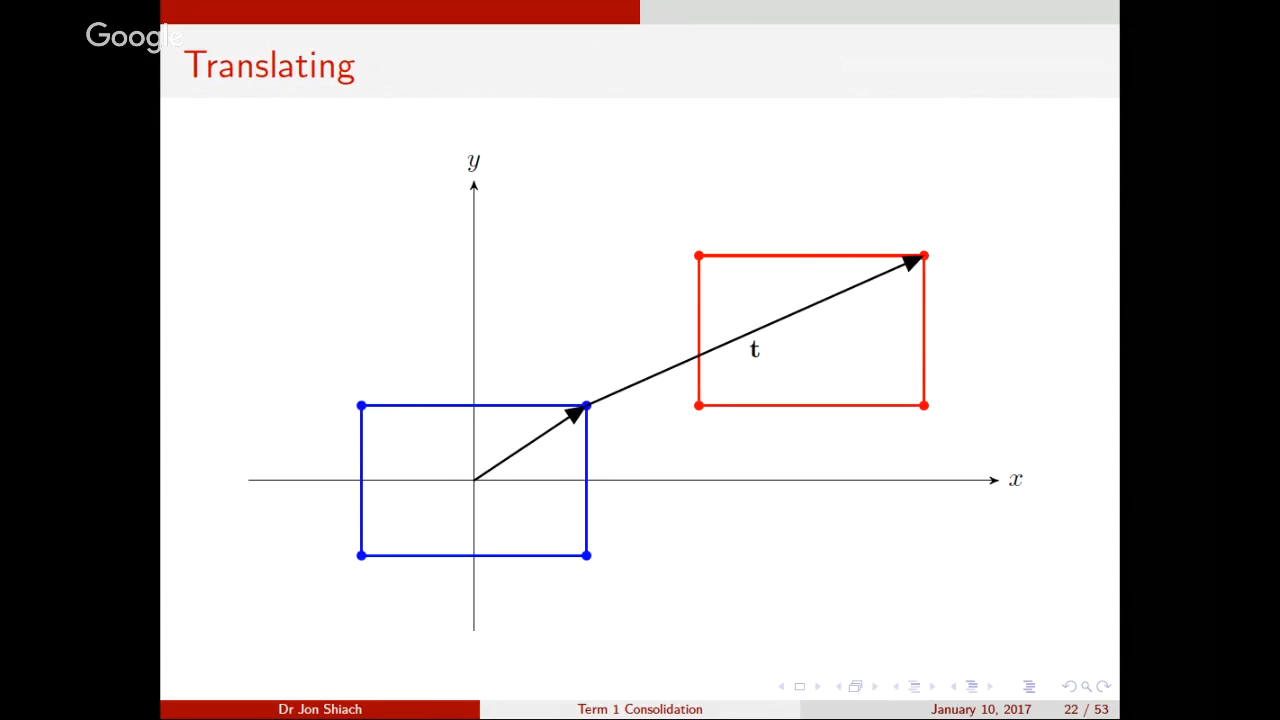 Google
Translating
y
t
x
Dr Jon Shiach
Term 1 Consolidation
January 10, 2017
22 / 53